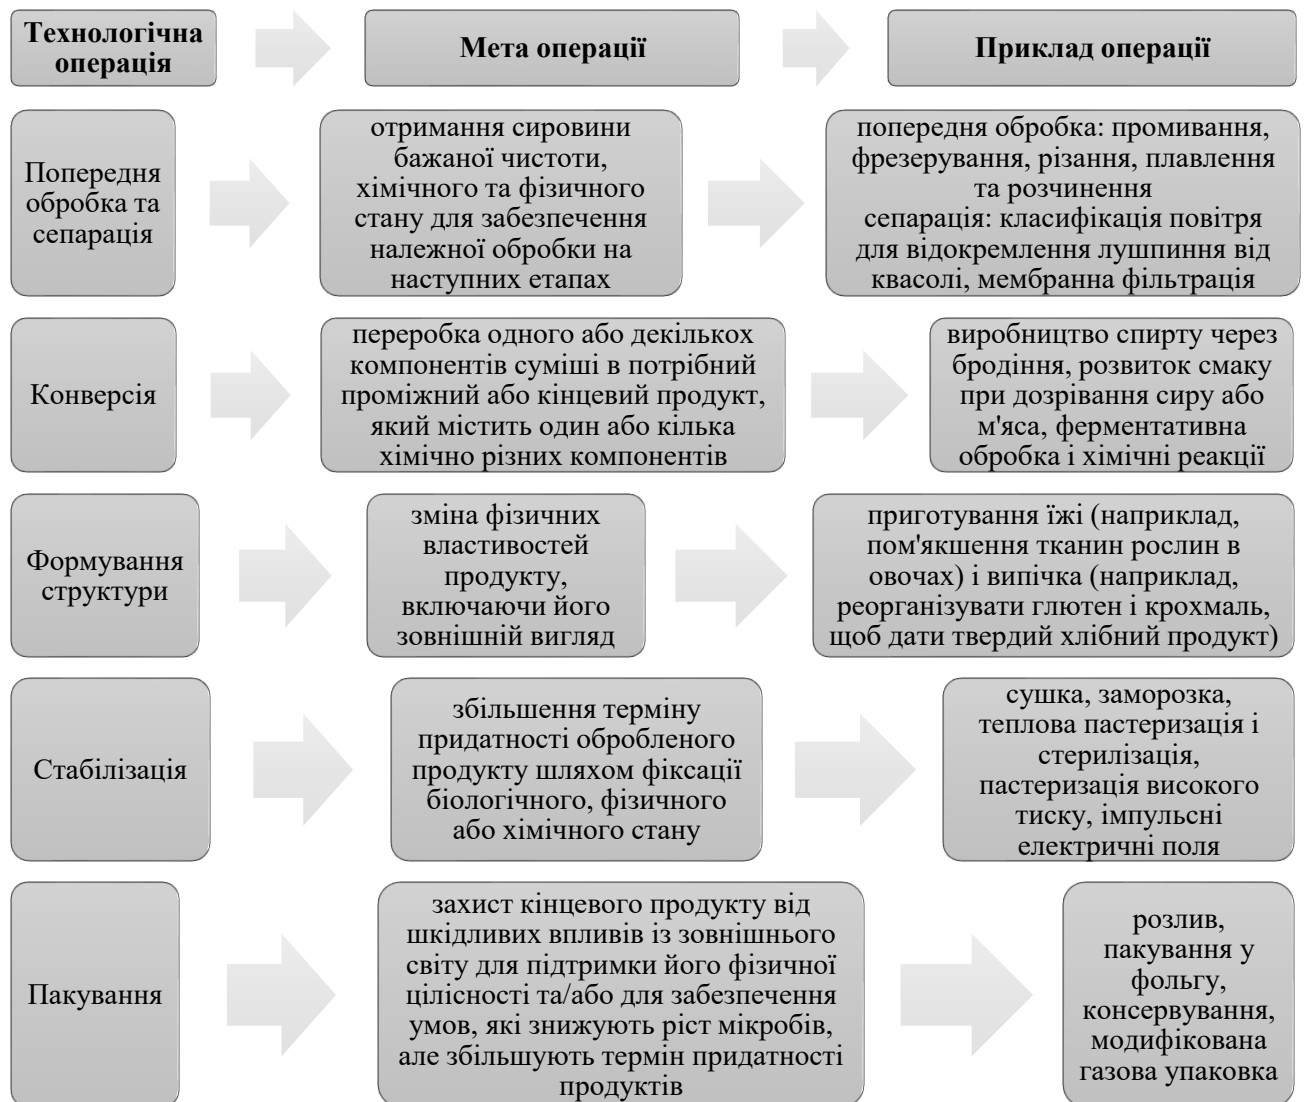 Технологічна
операція
Мета операції
Приклад операції
Попередня
обробка та
сепарація
отримання сировини
бажаної чистоти,
хімічного та фізичного
стану для забезпечення
належної обробки на
наступних етапах
попередня обробка: промивання,
фрезерування, різання, плавлення
та розчинення
сепарація: класифікація повітря
для відокремлення лушпиння від
квасолі, мембранна фільтрація
Конверсія
переробка одного або декількох
компонентів суміші в потрібний
проміжний або кінцевий продукт,
який містить один або кілька
хімічно різних компонентів
виробництво спирту через
бродіння, розвиток смаку
при дозрівання сиру або
м'яса, ферментативна
обробка і хімічні реакції
Формування
структури
зміна фізичних
властивостей
продукту,
включаючи його
зовнішній вигляд
приготування їжі (наприклад,
пом'якшення тканин рослин в
овочах) і випічка (наприклад,
реорганізувати глютен і крохмаль,
щоб дати твердий хлібний продукт)
Стабілізація
збільшення терміну
придатності обробленого
продукту шляхом фіксації
біологічного, фізичного
або хімічного стану
сушка, заморозка,
теплова пастеризація і
стерилізація,
пастеризація високого
тиску, імпульсні
електричні поля
Пакування
захист кінцевого продукту від
шкідливих впливів із зовнішнього
світу для підтримки його фізичної
цілісності та/або для забезпечення
умов, які знижують ріст мікробів,
але збільшують термін придатності
продуктів
розлив,
пакування у
фольгу,
консервування,
модифікована
газова упаковка